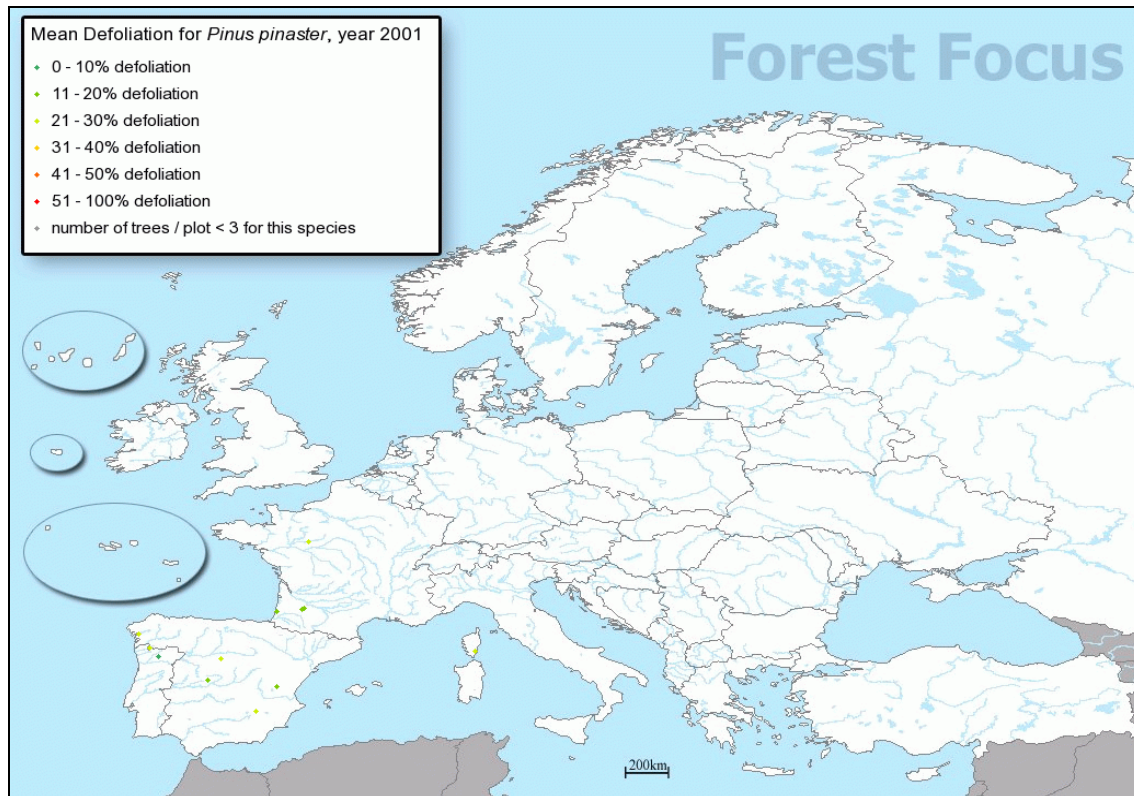 Mean Defoliation for Pinus pinaster, year 2001
0 - 10% defoliation
11 - 20% defoliation
21 - 30% defoliation
31 - 40% defoliation
41 - 50% defoliation
51 - 100% defoliation
number of trees / plot < 3 for this species
Forest Focus
200km